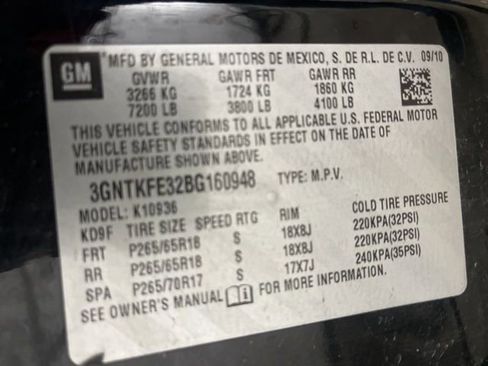 GM
MFD BY GENERAL MOTORS DE MEXICO, S. DE R.L. DE C.V. 09/10
GVWR GAWR FRT GAWR RR
3266 KG 1724 KG 1860 KG
7200 LB 3800 LB 4100 LB
THIS VEHICLE CONFORMS TO ALL APPLICABLE U.S. FEDERAL MOTOR
VEHICLE SAFETY STANDARDS IN EFFECT ON THE DATE OF
MANUFACTURE SHOWN ABOVE.
3GNTKFE32BG160948 TYPE: M.P.V.
MODEL: K10936
KD9F TIRE SIZE SPEED RTG RIM COLD TIRE PRESSURE
FRT P265/65R18 S 18X8J 220KPA(32PSI)
RR P265/65R18 S 18X8J 220KPA(32PSI)
SPA P265/70R17 S 17X7J 240KPA(35PSI)
SEE OWNER'S MANUAL FOR MORE INFORMATION.